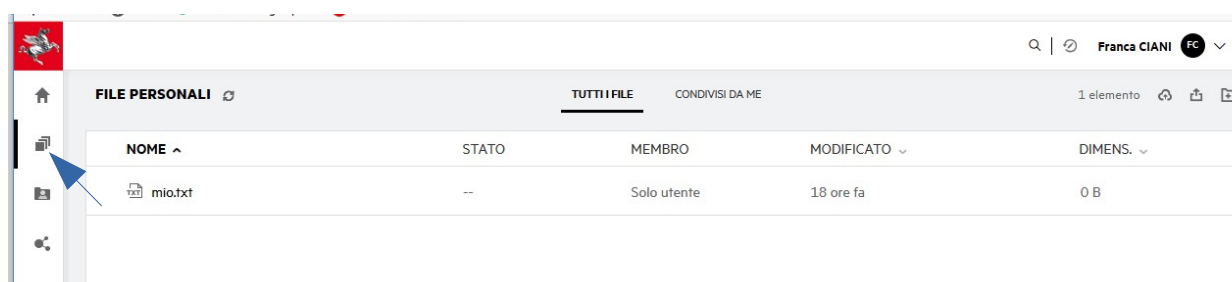 Franca CIANI FC
FILE PERSONALI TUTTI I FILE CONDIVISI DA ME 1 elemento
NOME STATO MEMBRO MODIFICATO DIMENS.
TXT mio.txt -- Solo utente 18 ore fa 0 B